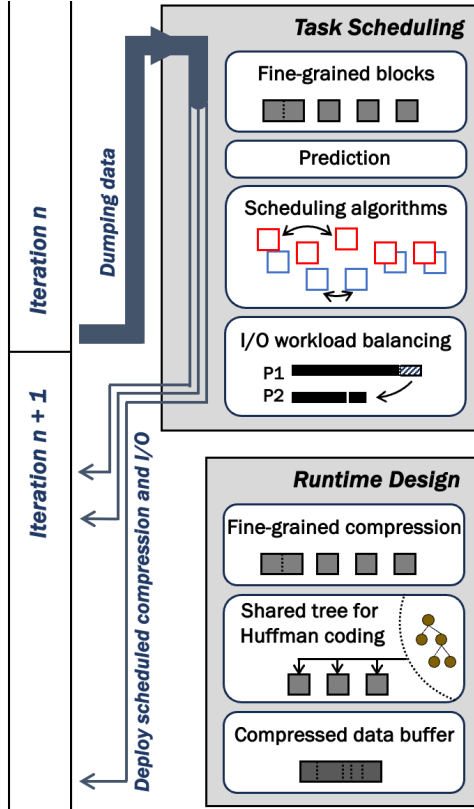 Task Scheduling
Fine-grained blocks
Prediction
Scheduling algorithms
I/O workload balancing
P1
P2
Iteration n
Dumping data
Iteration n + 1
Deploy scheduled compression and I/O
Runtime Design
Fine-grained compression
Shared tree for
Huffman coding
Compressed data buffer